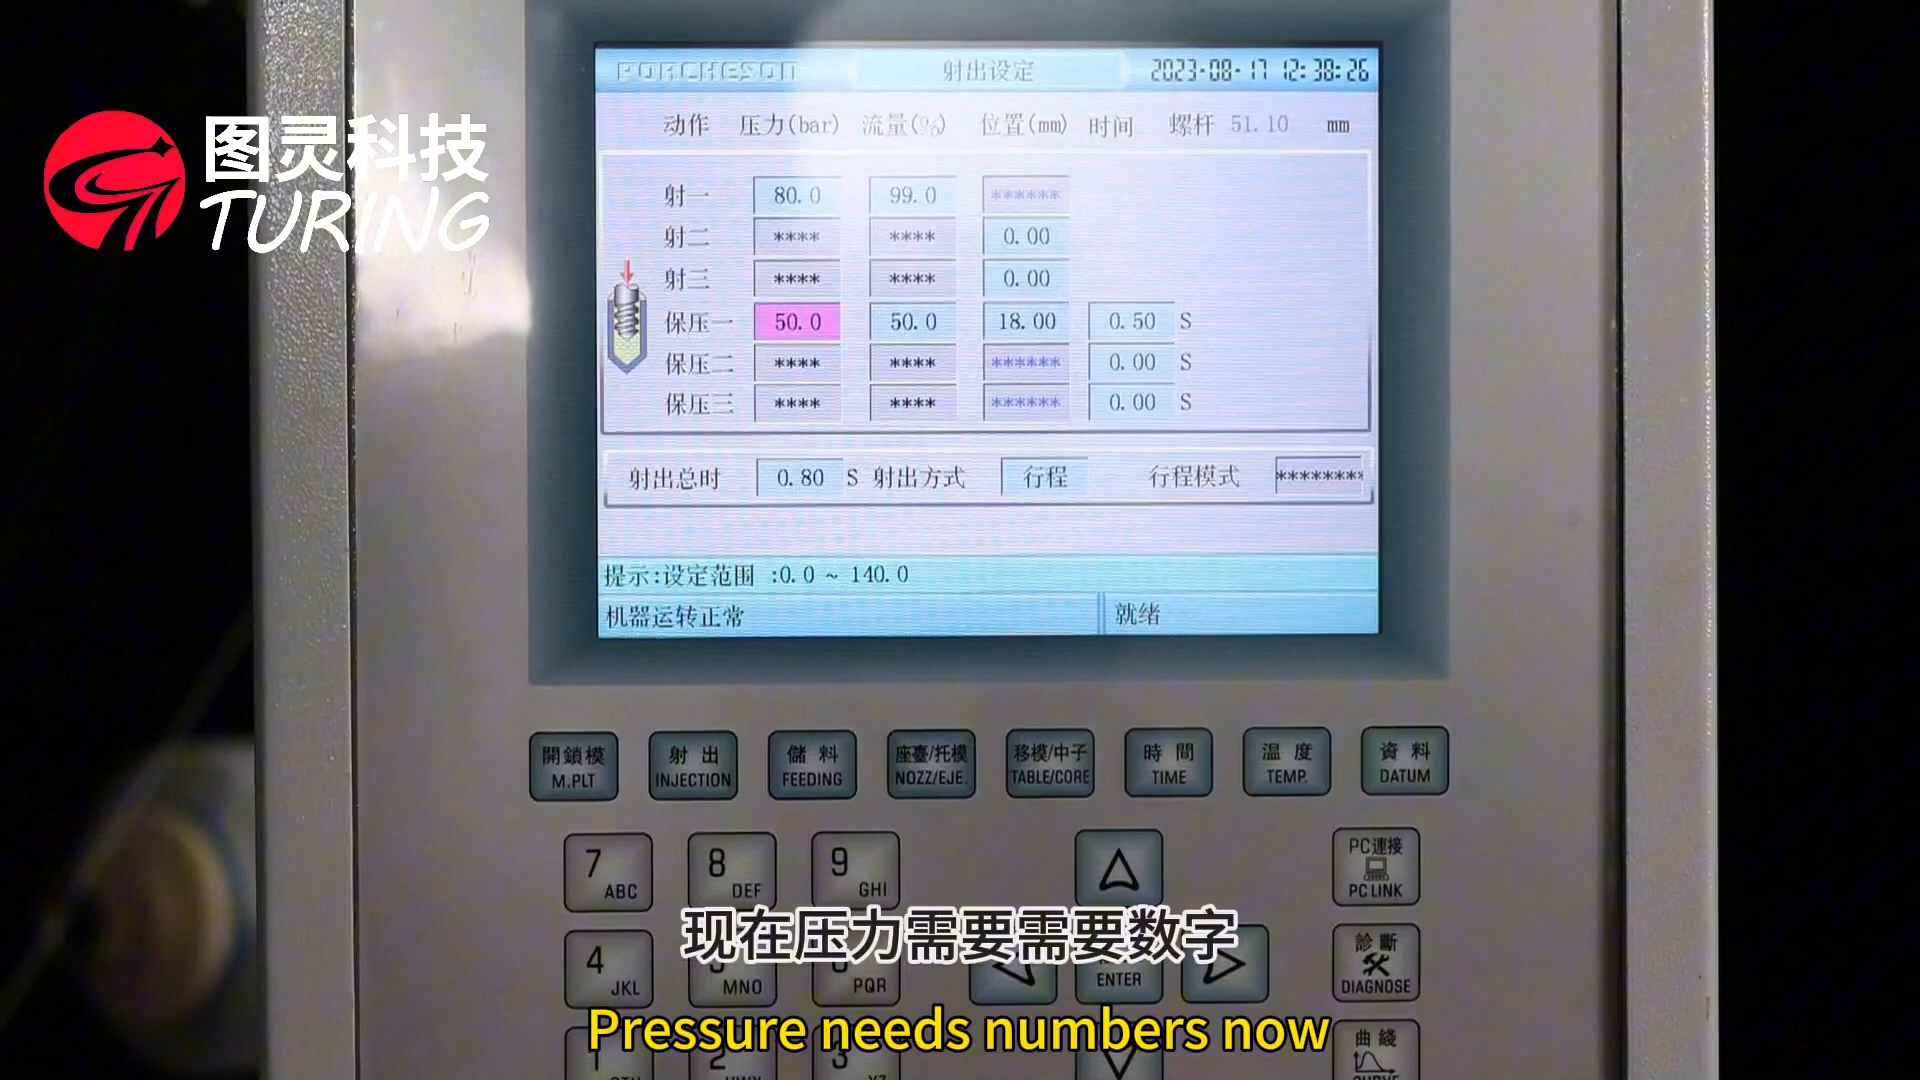 PORCHESON 射出设定 2023-08-17 12:38:26
图灵科技
TURING
动作 压力(bar) 流量(%) 位置(mm) 时间 螺杆 51.10 mm
射一 80.0 99.0 ******
射二 **** **** 0.00
射三 **** **** 0.00
保压一 50.0 50.0 18.00 0.50 S
保压二 **** **** ****** 0.00 S
保压三 **** **** ****** 0.00 S
射出总时 0.80 S 射出方式 行程 行程模式 ********
提示:设定范围 :0.0 ~ 140.0
机器运转正常 就绪
開鎖模 射出 儲料 座臺/托模 移模/中子 時間 温度 資料
M.PLT INJECTION FEEDING NOZZ/EJE. TABLE/CORE TIME TEMP. DATUM
7 ABC 8 DEF 9 GHI PC連接
PC LINK
现在压力需要需要数字
4 JKL MNO PQR ENTER 診斷
DIAGNOSE
Pressure needs numbers now
1 2 3 曲綫
CURVE